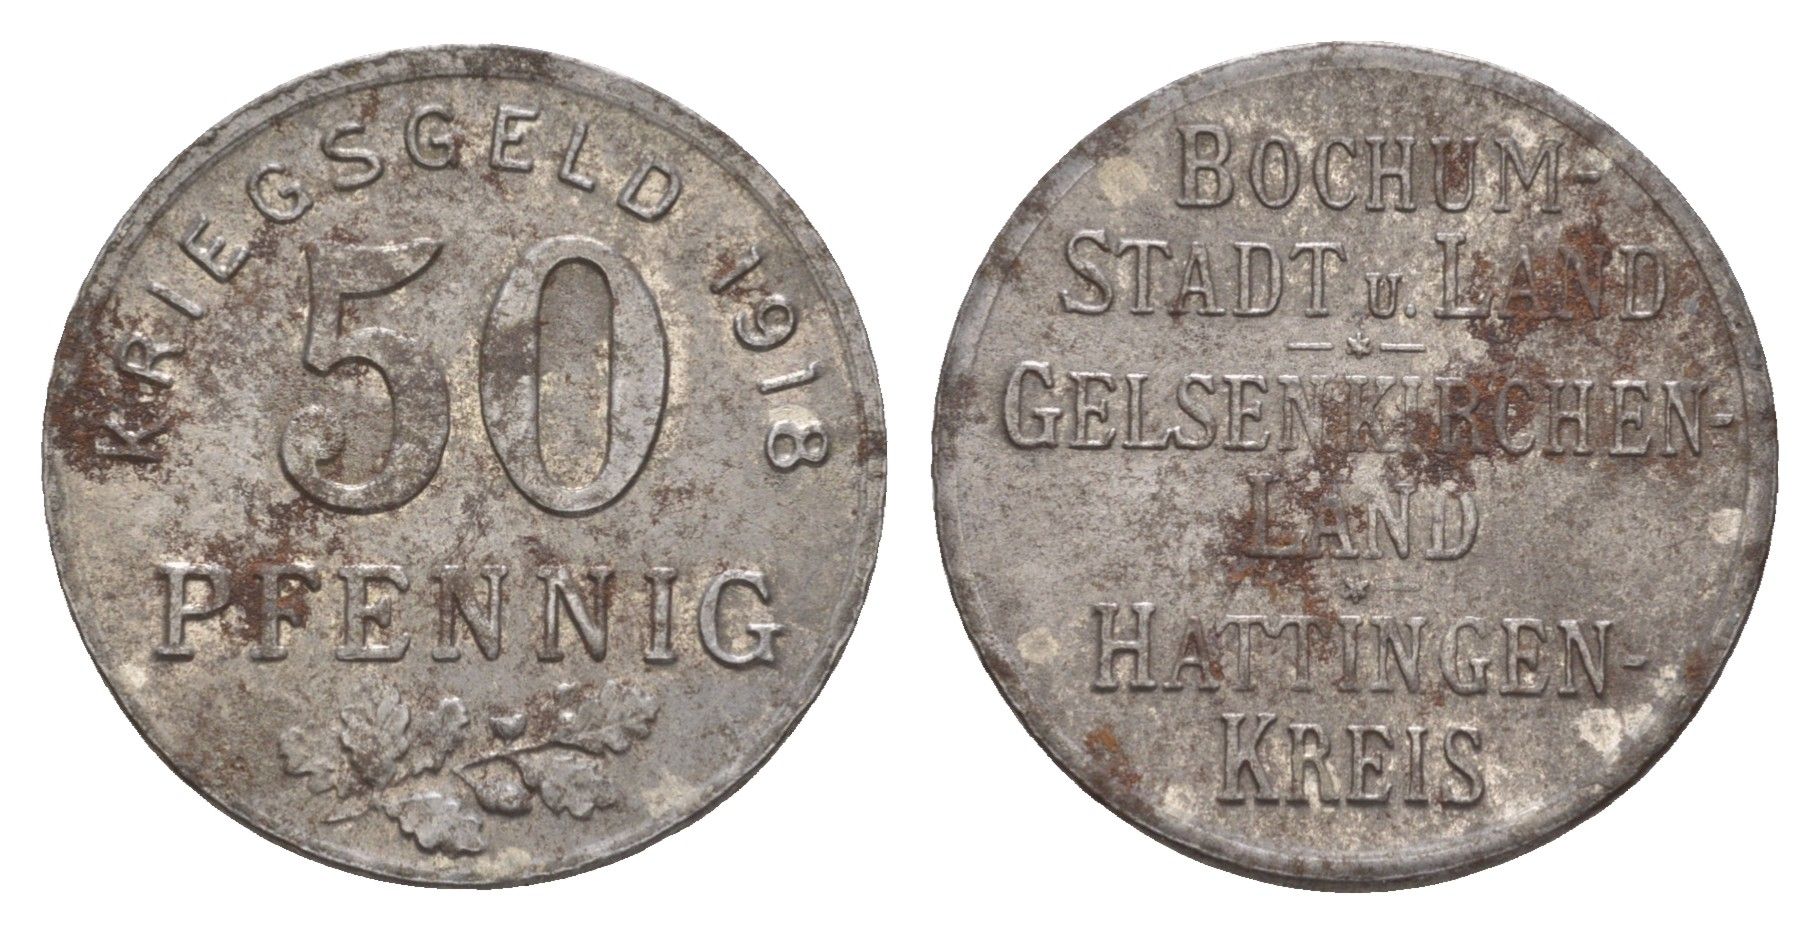 KRIEGSGELD 1918
50
PFENNIG
BOCHUM-
STADT u. LAND
GELSENKIRCHEN-
LAND
HATTINGEN-
KREIS